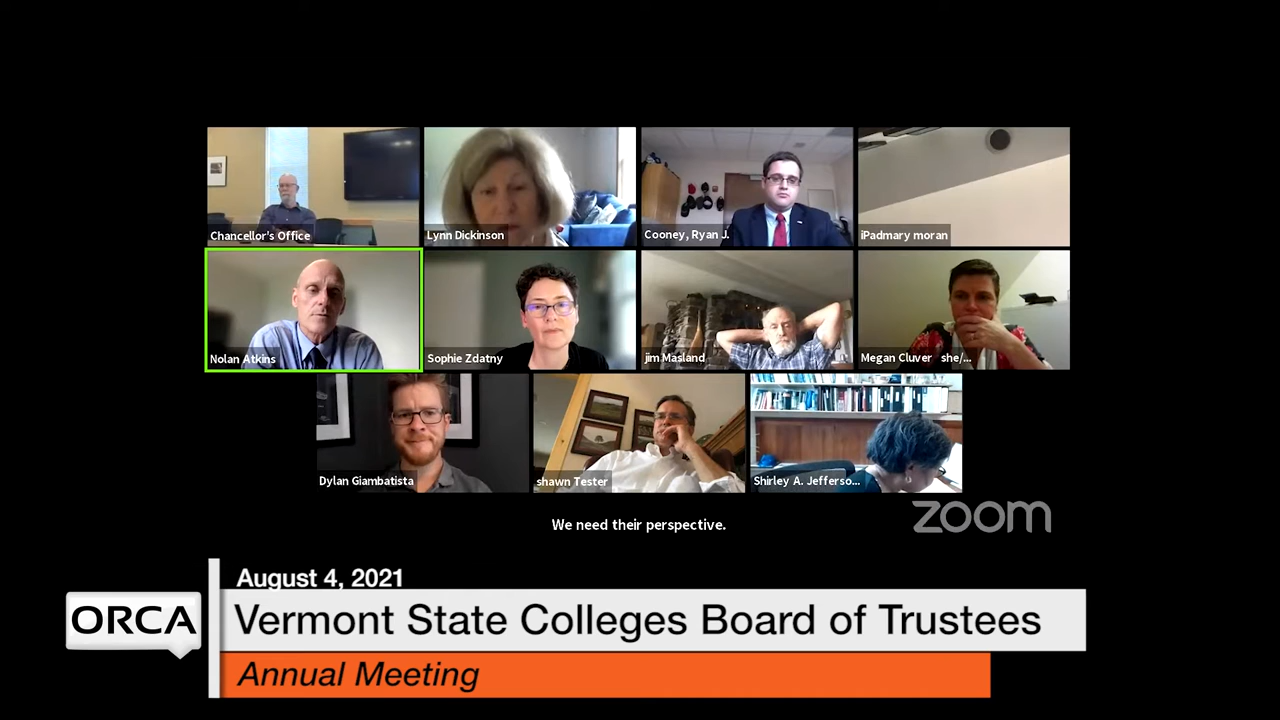 Chancellor's Office
Lynn Dickinson
Cooney, Ryan J.
iPadmary moran
Nolan Atkins
Sophie Zdatny
jim Masland
Megan Cluver she/...
Dylan Giambatista
shawn Tester
Shirley A. Jefferso...
We need their perspective.
zoom
August 4, 2021
ORCA
Vermont State Colleges Board of Trustees
Annual Meeting